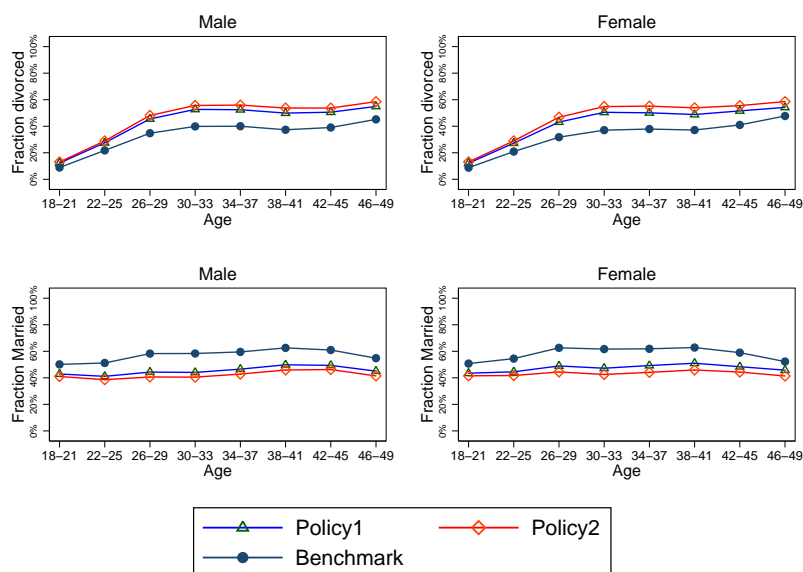 Male
Fraction divorced
100%
80%
60%
40%
20%
0%
18–21 22–25 26–29 30–33 34–37 38–41 42–45 46–49
Age
Female
Fraction divorced
100%
80%
60%
40%
20%
0%
18–21 22–25 26–29 30–33 34–37 38–41 42–45 46–49
Age
Male
Fraction Married
100%
80%
60%
40%
20%
0%
18–21 22–25 26–29 30–33 34–37 38–41 42–45 46–49
Age
Female
Fraction Married
100%
80%
60%
40%
20%
0%
18–21 22–25 26–29 30–33 34–37 38–41 42–45 46–49
Age
Policy1 Policy2
Benchmark